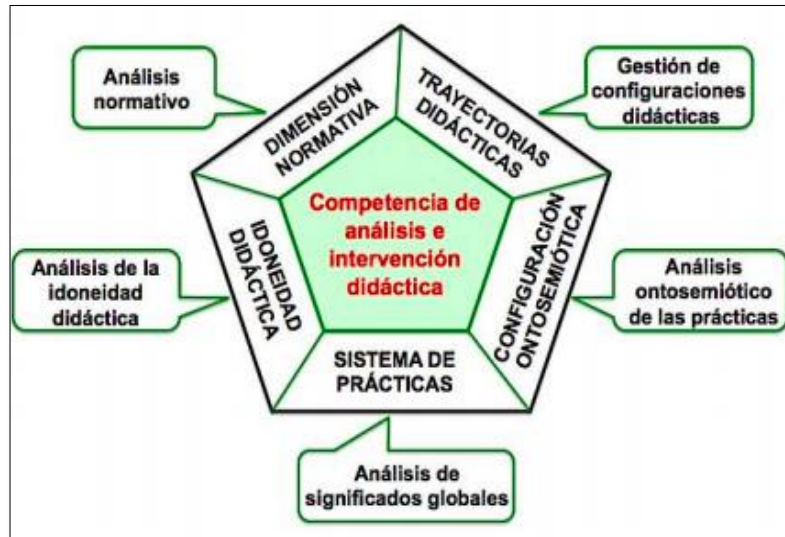 Análisis
normativo
DIMENSIÓN
NORMATIVA
TRAYECTORIAS
DIDÁCTICAS
Gestión de
configuraciones
didácticas
Competencia de
análisis e
intervención
didáctica
Análisis de la
idoneidad
didáctica
IDONEIDAD
DIDÁCTICA
CONFIGURACIÓN
ONTOSEMIÓTICA
Análisis
ontosemiótico
de las prácticas
SISTEMA DE
PRÁCTICAS
Análisis de
significados globales